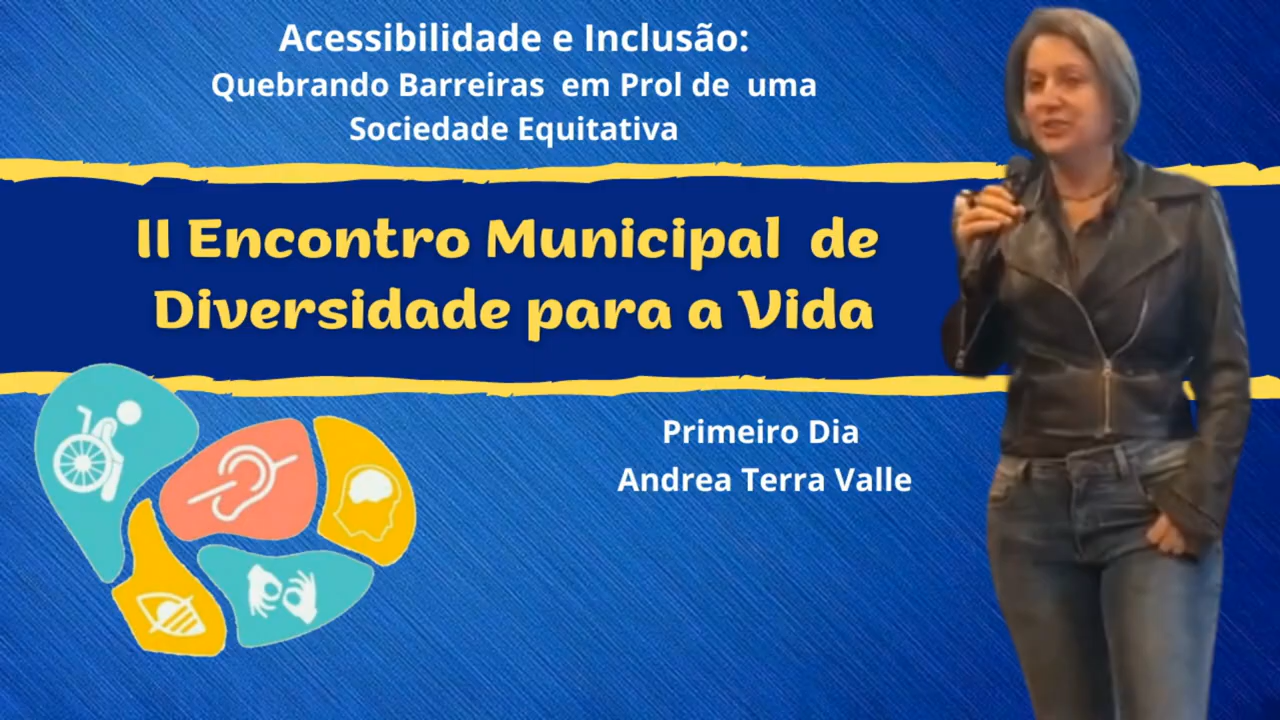 Acessibilidade e Inclusão:
Quebrando Barreiras em Prol de uma
Sociedade Equitativa
II Encontro Municipal de
Diversidade para a Vida
Primeiro Dia
Andrea Terra Valle